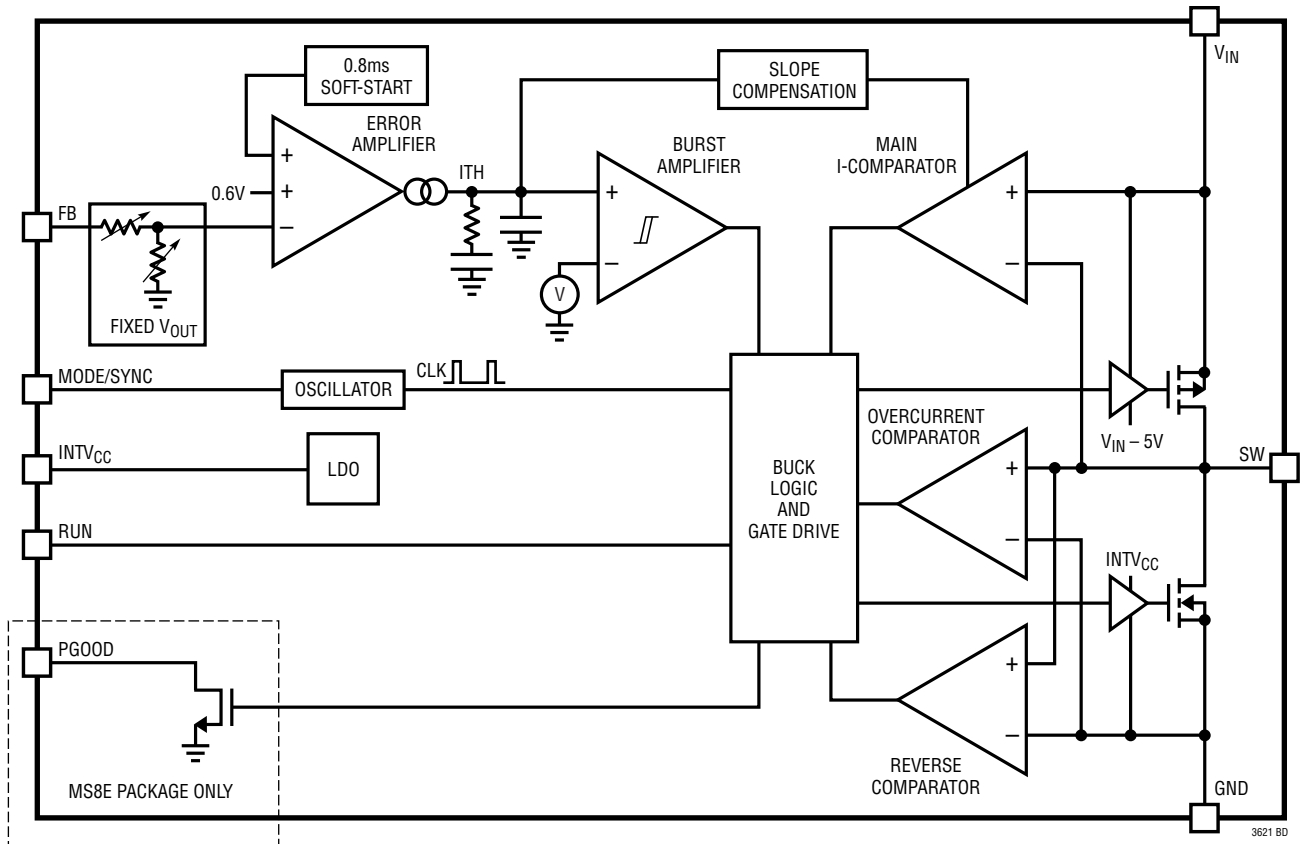 V_IN
0.8ms
SOFT-START
SLOPE
COMPENSATION
ERROR
AMPLIFIER
BURST
AMPLIFIER
MAIN
I-COMPARATOR
ITH
+
+
–
0.6V
+
–
+
–
FB
V
FIXED V_OUT
MODE/SYNC
OSCILLATOR
CLK
OVERCURRENT
COMPARATOR
V_IN – 5V
INTV_CC
LDO
BUCK
LOGIC
AND
GATE DRIVE
+
–
SW
RUN
INTV_CC
PGOOD
+
–
REVERSE
COMPARATOR
MS8E PACKAGE ONLY
GND
3621 BD